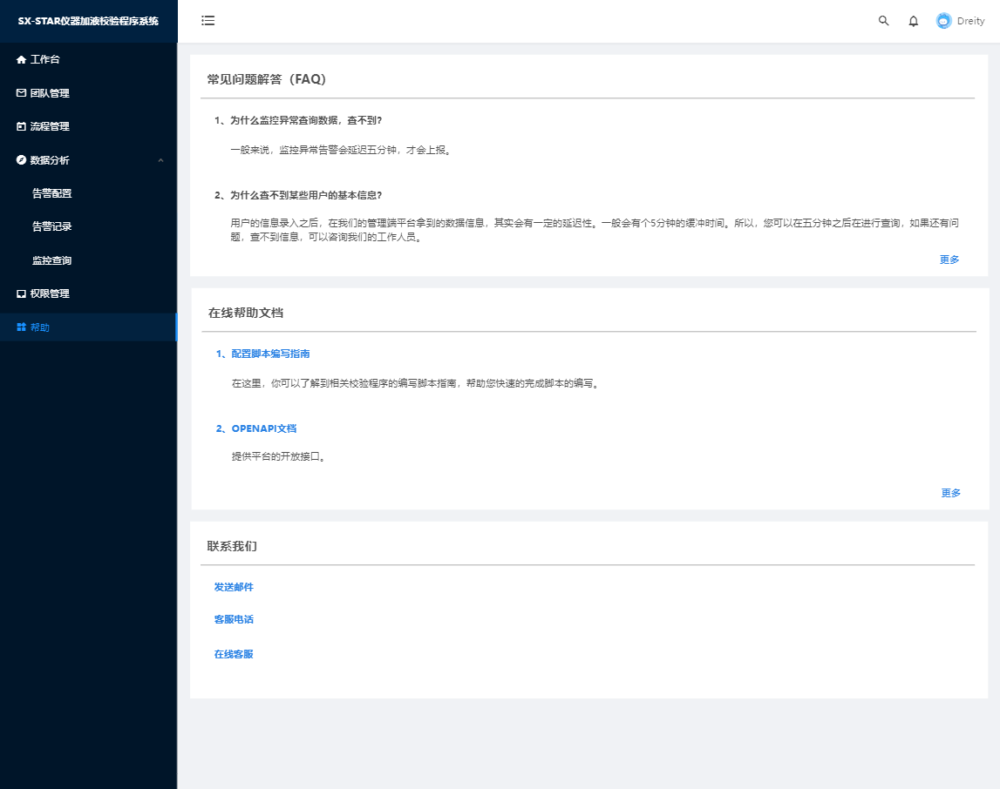 SX-STAR仪器加液校验程序系统
Dreity
工作台
团队管理
流程管理
数据分析
告警配置
告警记录
监控查询
权限管理
帮助
常见问题解答（FAQ）
1、为什么监控异常查询数据，查不到?
一般来说，监控异常告警会延迟五分钟，才会上报。
2、为什么查不到某些用户的基本信息?
用户的信息录入之后，在我们的管理端平台拿到的数据信息，其实会有一定的延迟性。一般会有个5分钟的缓冲时间。所以，您可以在五分钟之后在进行查询，如果还有问
题，查不到信息，可以咨询我们的工作人员。
更多
在线帮助文档
1、配置脚本编写指南
在这里，你可以了解到相关校验程序的编写脚本指南，帮助您快速的完成脚本的编写。
2、OPENAPI文档
提供平台的开放接口。
更多
联系我们
发送邮件
客服电话
在线客服